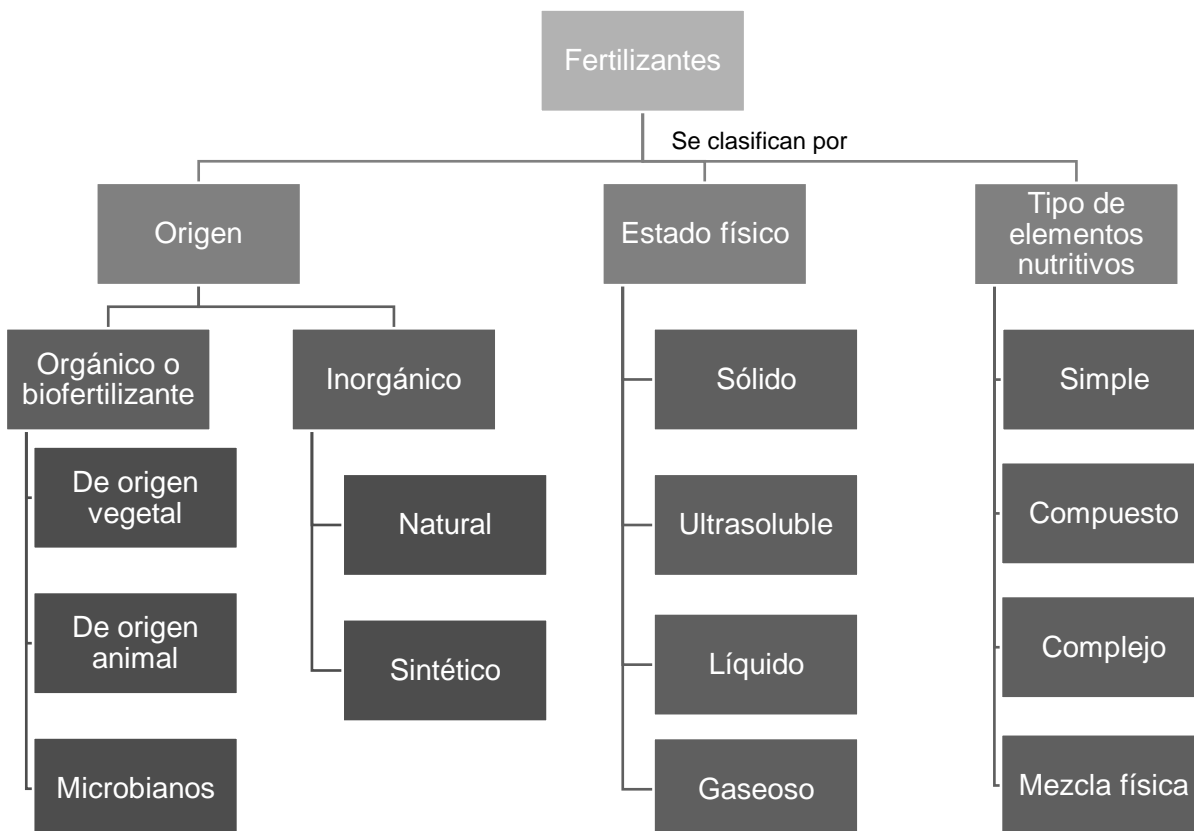 Fertilizantes
Se clasifican por
Origen
Estado físico
Tipo de
elementos
nutritivos
Orgánico o
biofertilizante
Inorgánico
De origen
vegetal
De origen
animal
Microbianos
Natural
Sintético
Sólido
Ultrasoluble
Líquido
Gaseoso
Simple
Compuesto
Complejo
Mezcla física